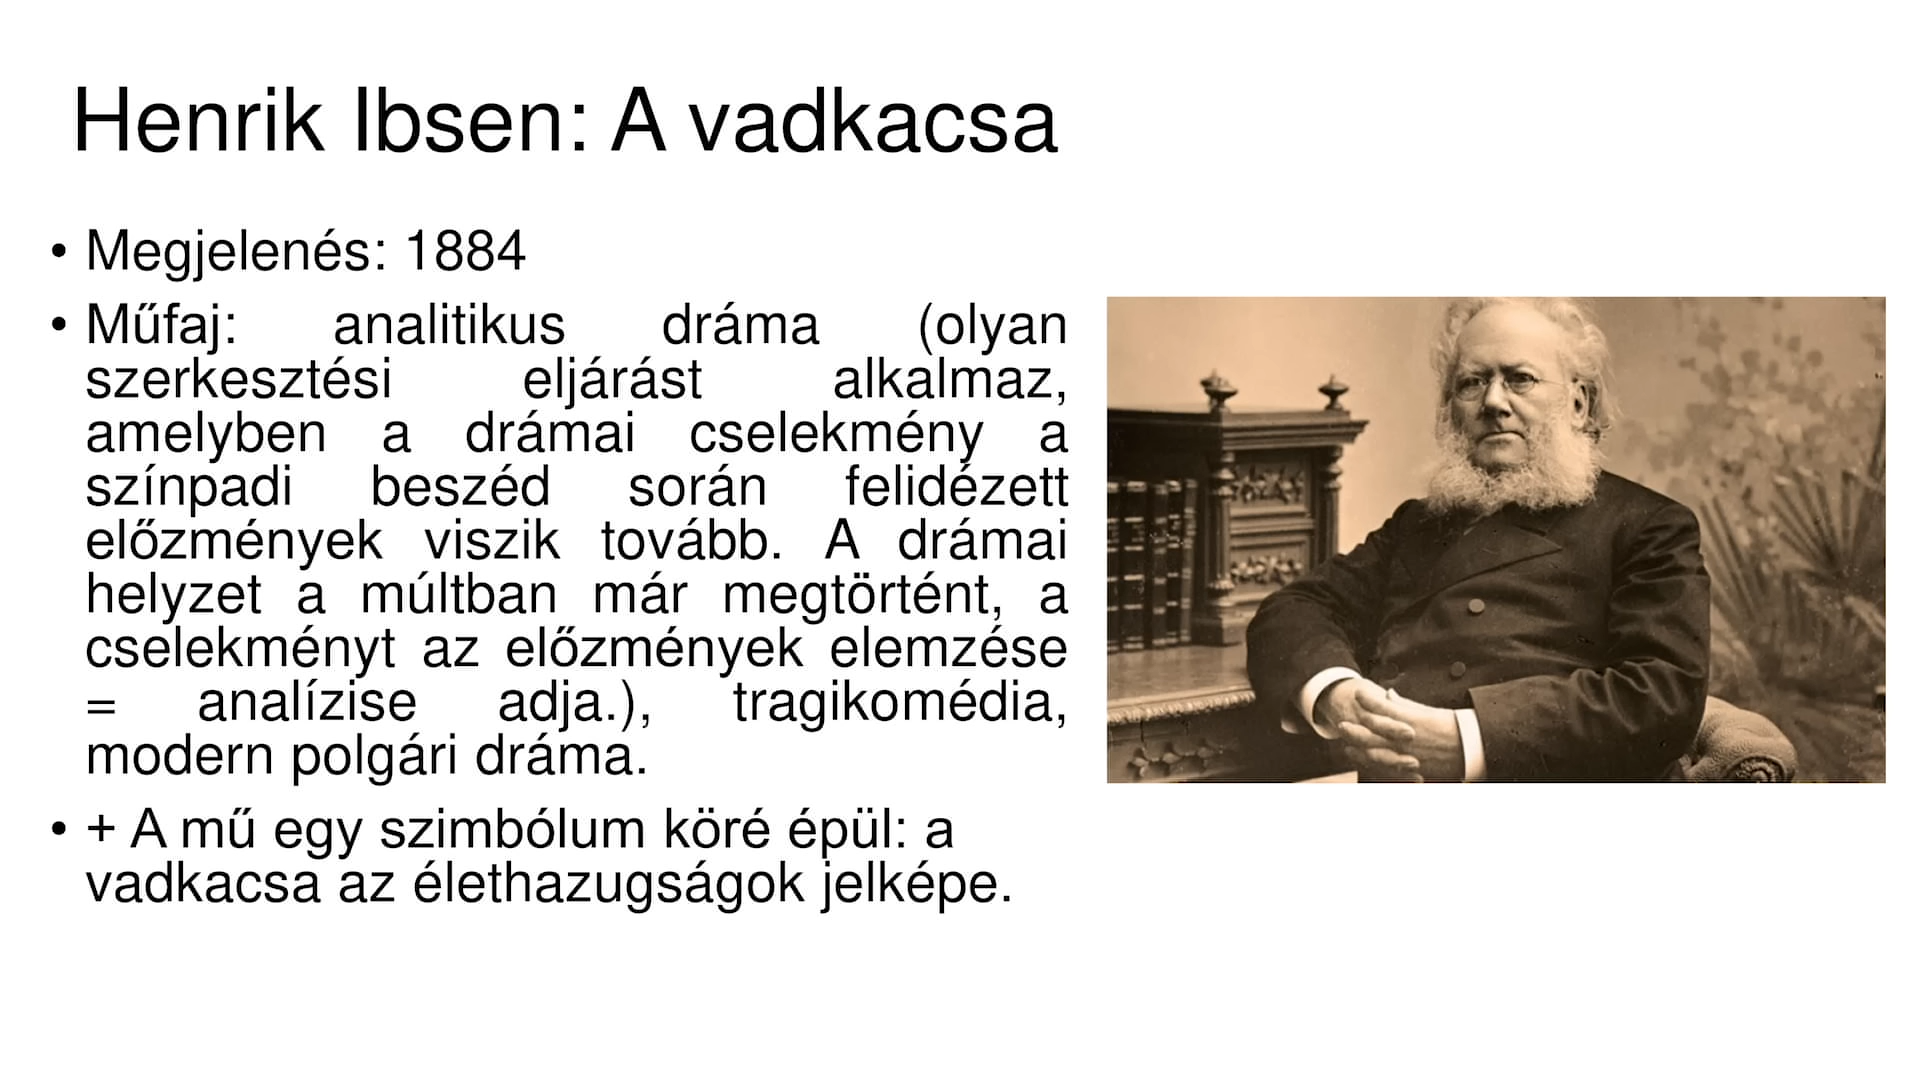 Henrik Ibsen: A vadkacsa
• Megjelenés: 1884
• Műfaj: analitikus dráma (olyan
szerkesztési eljárást alkalmaz,
amelyben a drámai cselekmény a
színpadi beszéd során felidézett
előzmények viszik tovább. A drámai
helyzet a múltban már megtörtént, a
cselekményt az előzmények elemzése
= analízise adja.), tragikomédia,
modern polgári dráma.
• + A mű egy szimbólum köré épül: a
vadkacsa az élethazugságok jelképe.